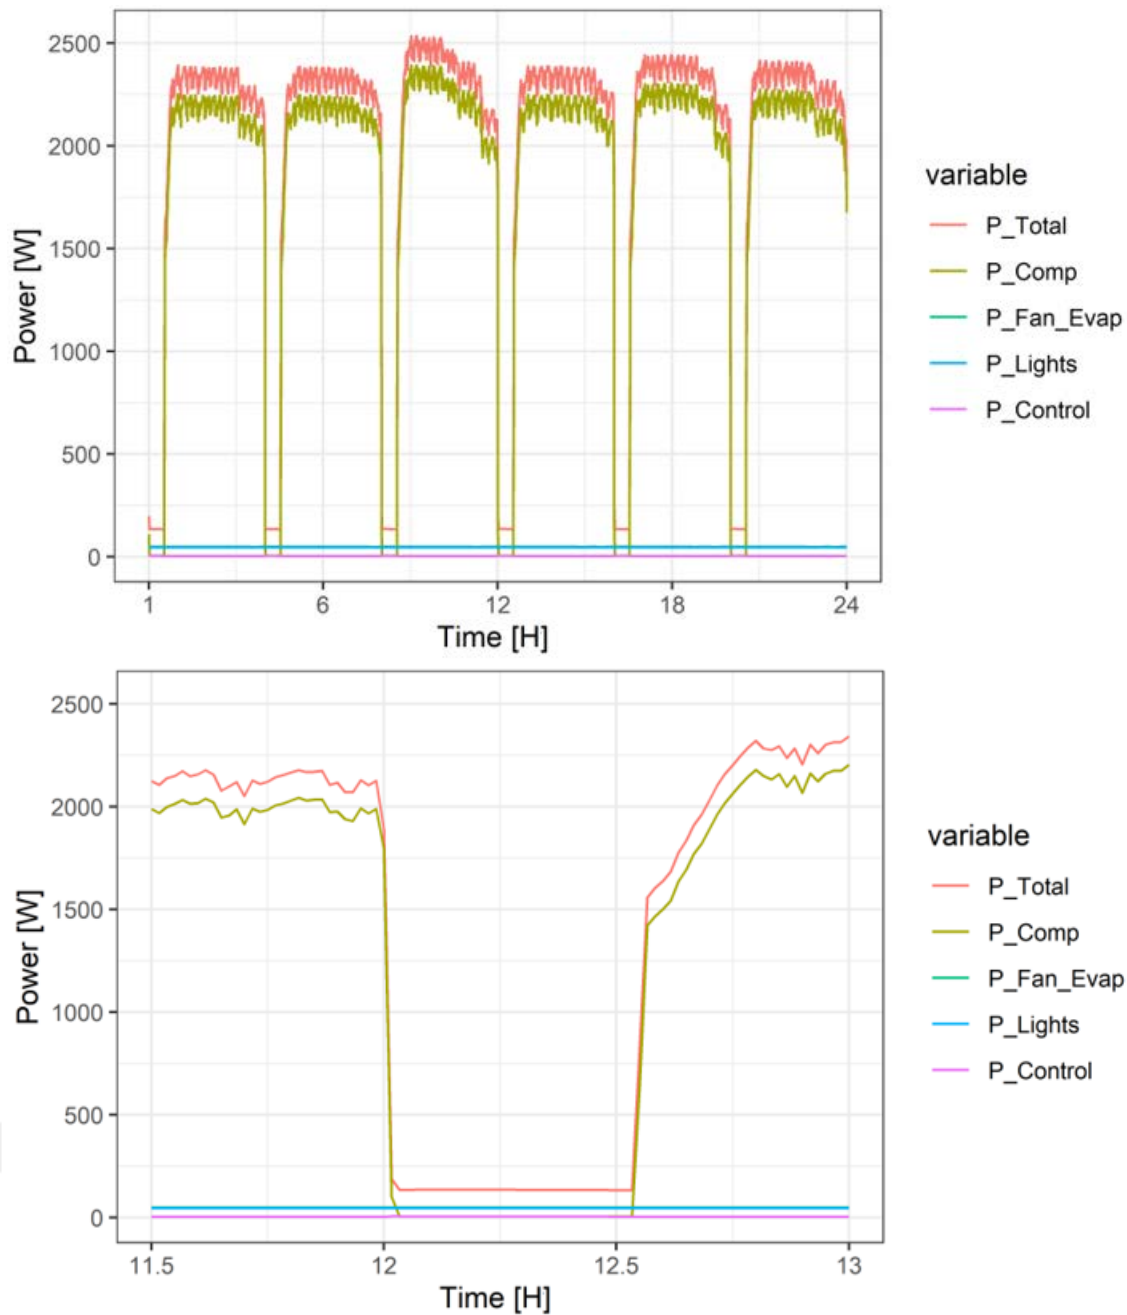 2500
2000
1500
1000
500
0
Power [W]
1 6 12 18 24
Time [H]
variable
P_Total
P_Comp
P_Fan_Evap
P_Lights
P_Control
2500
2000
1500
1000
500
0
Power [W]
11.5 12 12.5 13
Time [H]
variable
P_Total
P_Comp
P_Fan_Evap
P_Lights
P_Control